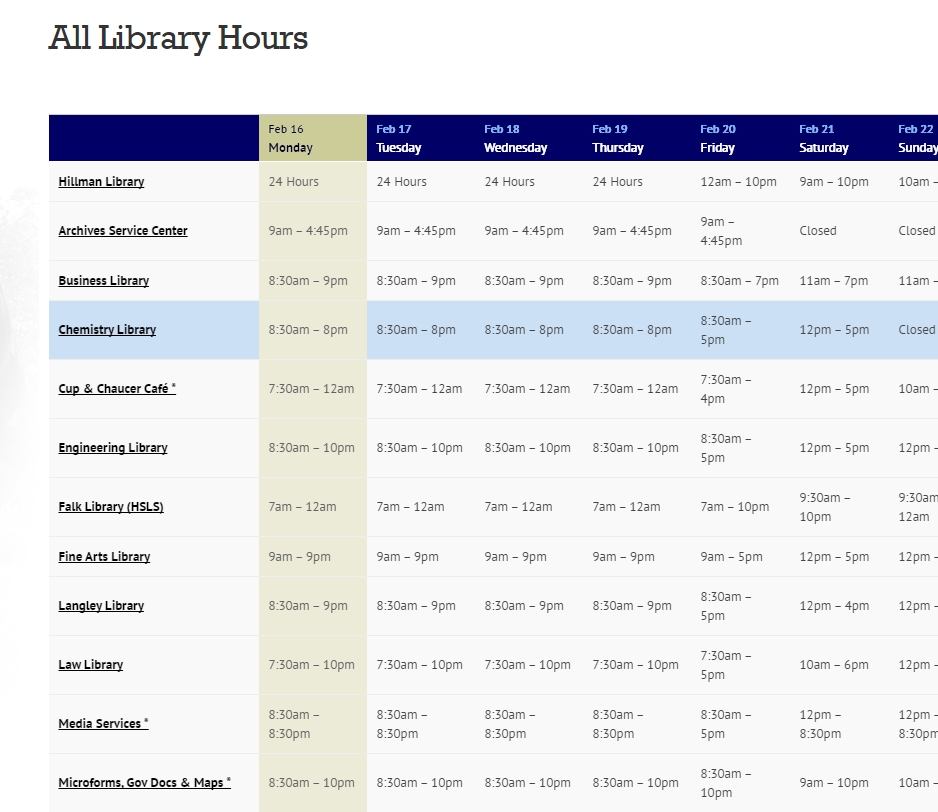 All Library Hours
Feb 16 Feb 17 Feb 18 Feb 19 Feb 20 Feb 21 Feb 22
Monday Tuesday Wednesday Thursday Friday Saturday Sunday
Hillman Library 24 Hours 24 Hours 24 Hours 24 Hours 12am – 10pm 9am – 10pm 10am –
9am –
Archives Service Center 9am – 4:45pm 9am – 4:45pm 9am – 4:45pm 9am – 4:45pm Closed Closed
4:45pm
Business Library 8:30am – 9pm 8:30am – 9pm 8:30am – 9pm 8:30am – 9pm 8:30am – 7pm 11am – 7pm 11am –
8:30am –
Chemistry Library 8:30am – 8pm 8:30am – 8pm 8:30am – 8pm 8:30am – 8pm 12pm – 5pm Closed
5pm
7:30am –
Cup & Chaucer Café * 7:30am – 12am 7:30am – 12am 7:30am – 12am 7:30am – 12am 12pm – 5pm 10am –
4pm
8:30am –
Engineering Library 8:30am – 10pm 8:30am – 10pm 8:30am – 10pm 8:30am – 10pm 12pm – 5pm 12pm –
5pm
9:30am – 9:30am
Falk Library (HSLS) 7am – 12am 7am – 12am 7am – 12am 7am – 12am 7am – 10pm
10pm 12am
Fine Arts Library 9am – 9pm 9am – 9pm 9am – 9pm 9am – 9pm 9am – 5pm 12pm – 5pm 12pm –
8:30am –
Langley Library 8:30am – 9pm 8:30am – 9pm 8:30am – 9pm 8:30am – 9pm 12pm – 4pm 12pm –
5pm
7:30am –
Law Library 7:30am – 10pm 7:30am – 10pm 7:30am – 10pm 7:30am – 10pm 10am – 6pm 12pm –
5pm
8:30am – 8:30am – 8:30am – 8:30am – 8:30am – 12pm – 12pm –
Media Services *
8:30pm 8:30pm 8:30pm 8:30pm 5pm 8:30pm 8:30pm
8:30am –
Microforms, Gov Docs & Maps * 8:30am – 10pm 8:30am – 10pm 8:30am – 10pm 8:30am – 10pm 9am – 10pm 10am –
10pm